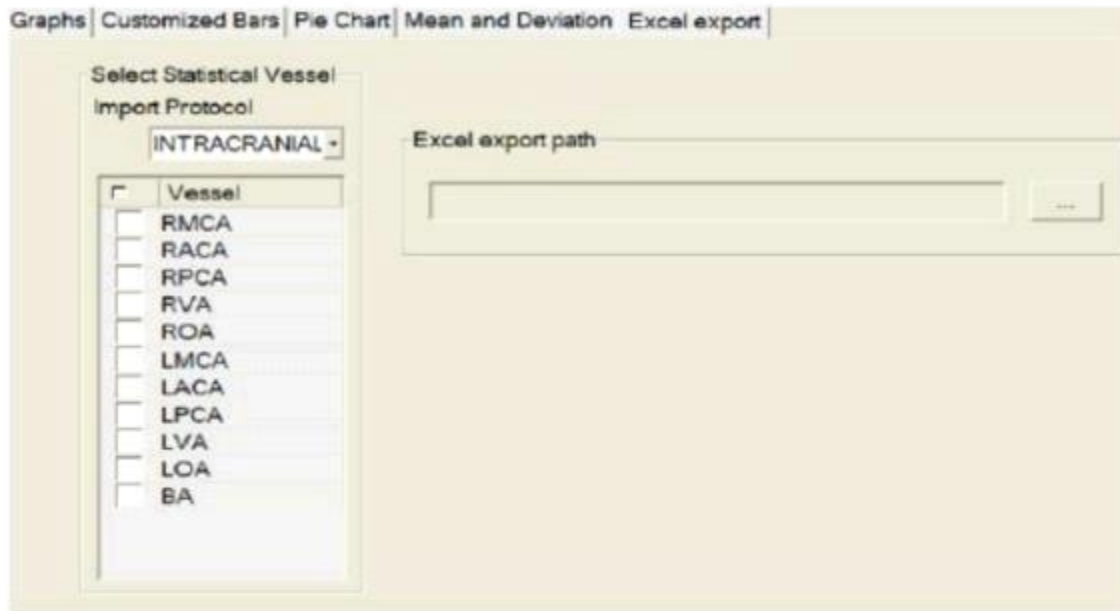 Graphs Customized Bars Pie Chart Mean and Deviation Excel export
Select Statistical Vessel
Import Protocol
INTRACRANIAL
Vessel
RMCA
RACA
RPCA
RVA
ROA
LMCA
LACA
LPCA
LVA
LOA
BA
Excel export path
...